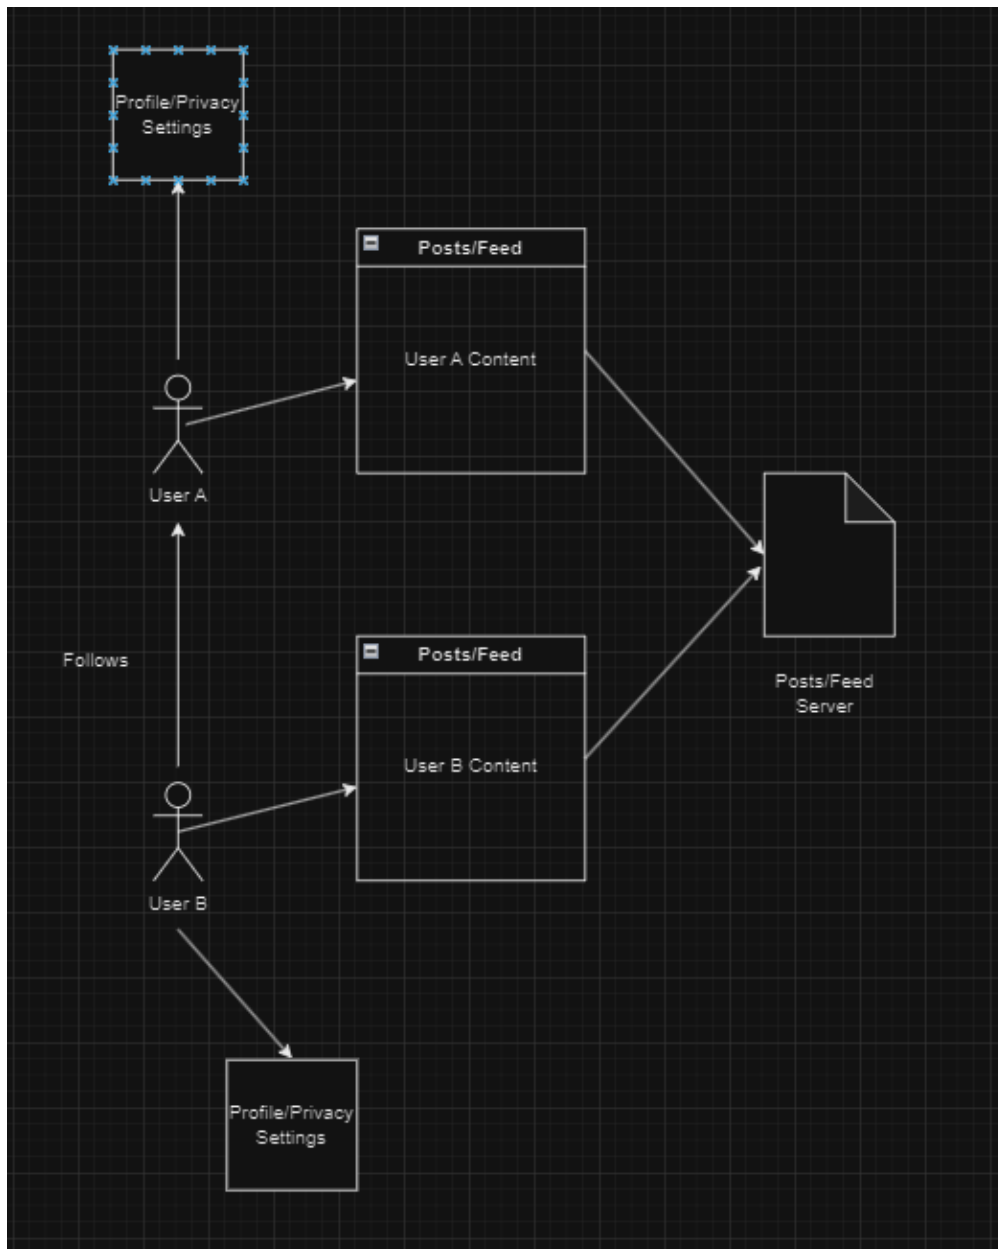 Profile/Privacy
Settings
Posts/Feed
User A Content
User A
Posts/Feed
Server
Follows
Posts/Feed
User B Content
User B
Profile/Privacy
Settings